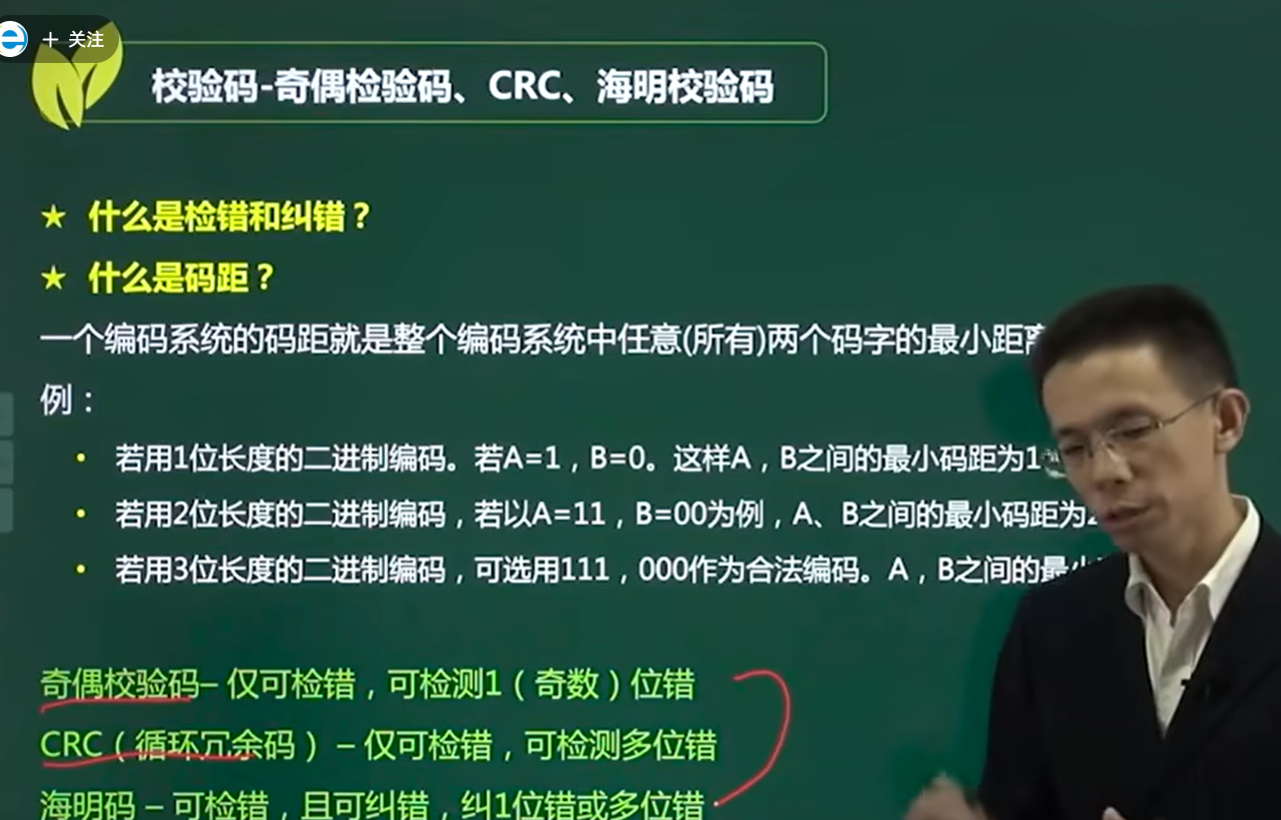 ＋ 关注
校验码-奇偶检验码、CRC、海明校验码
★ 什么是检错和纠错？
★ 什么是码距？
一个编码系统的码距就是整个编码系统中任意(所有)两个码字的最小距
例：
• 若用1位长度的二进制编码。若A=1，B=0。这样A，B之间的最小码距为1
• 若用2位长度的二进制编码，若以A=11，B=00为例，A、B之间的最小码距为2
• 若用3位长度的二进制编码，可选用111，000作为合法编码。A，B之间的最小
奇偶校验码– 仅可检错，可检测1（奇数）位错
CRC（循环冗余码）– 仅可检错，可检测多位错
海明码 – 可检错，且可纠错，纠1位错或多位错